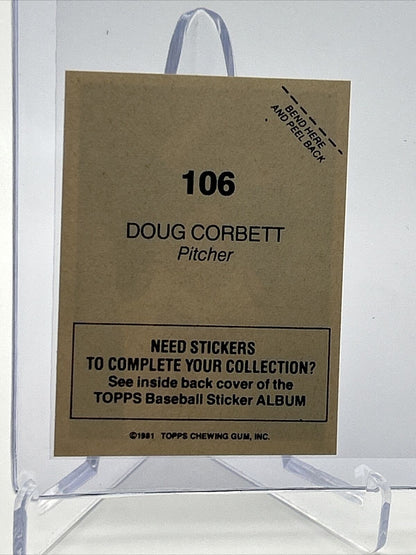 BEND HERE
AND PEEL BACK
106
DOUG CORBETT
Pitcher
NEED STICKERS
TO COMPLETE YOUR COLLECTION?
See inside back cover of the
TOPPS Baseball Sticker ALBUM
©1981 TOPPS CHEWING GUM, INC.